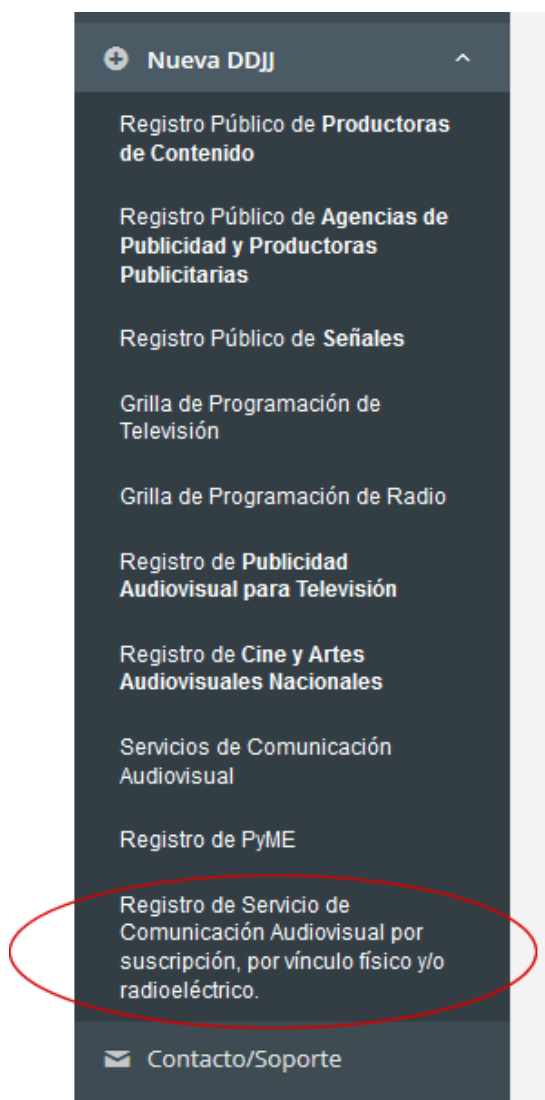 Nueva DDJJ
Registro Público de Productoras
de Contenido
Registro Público de Agencias de
Publicidad y Productoras
Publicitarias
Registro Público de Señales
Grilla de Programación de
Televisión
Grilla de Programación de Radio
Registro de Publicidad
Audiovisual para Televisión
Registro de Cine y Artes
Audiovisuales Nacionales
Servicios de Comunicación
Audiovisual
Registro de PyME
Registro de Servicio de
Comunicación Audiovisual por
suscripción, por vínculo físico y/o
radioeléctrico.
Contacto/Soporte